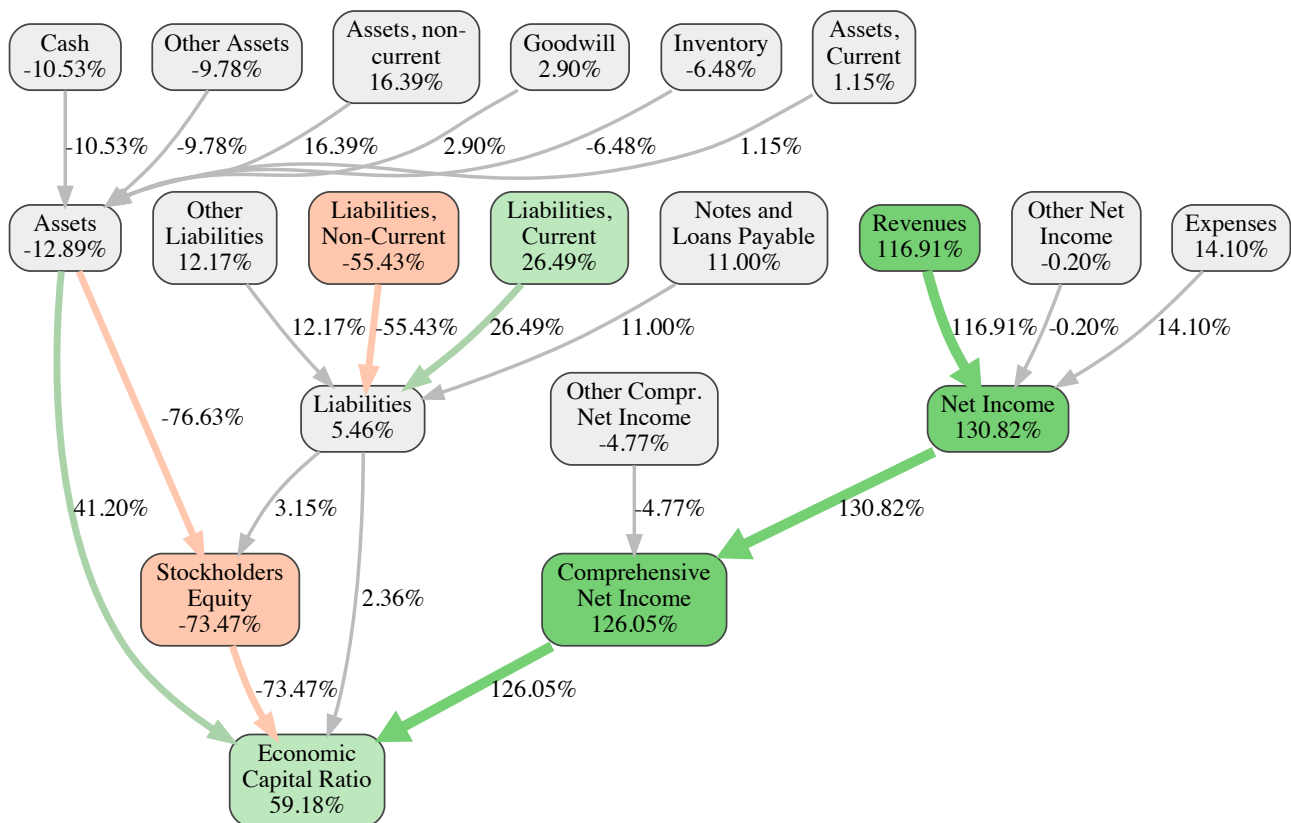 Cash
-10.53%
Other Assets
-9.78%
Assets, non-
current
16.39%
Goodwill
2.90%
Inventory
-6.48%
Assets,
Current
1.15%
-10.53%
-9.78%
16.39%
2.90%
-6.48%
1.15%
Assets
-12.89%
Other
Liabilities
12.17%
Liabilities,
Non-Current
-55.43%
Liabilities,
Current
26.49%
Notes and
Loans Payable
11.00%
Revenues
116.91%
Other Net
Income
-0.20%
Expenses
14.10%
12.17%
-55.43%
26.49%
11.00%
116.91%
-0.20%
14.10%
-76.63%
Liabilities
5.46%
Other Compr.
Net Income
-4.77%
Net Income
130.82%
41.20%
3.15%
-4.77%
130.82%
Stockholders
Equity
-73.47%
2.36%
Comprehensive
Net Income
126.05%
-73.47%
126.05%
Economic
Capital Ratio
59.18%